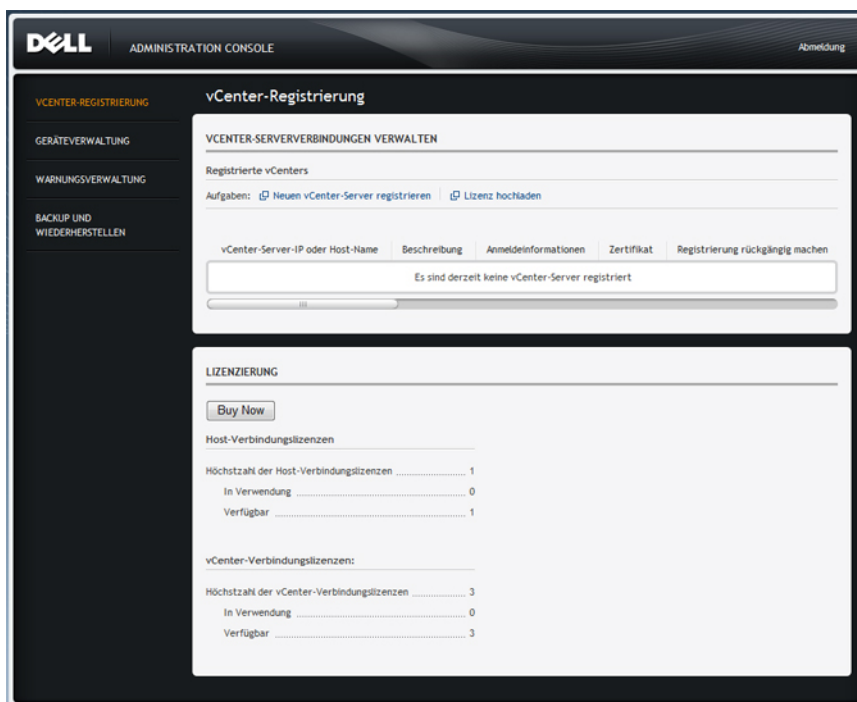 DELL
ADMINISTRATION CONSOLE
Abmeldung
VCENTER-REGISTRIERUNG
GERÄTEVERWALTUNG
WARNUNGSVERWALTUNG
BACKUP UND
WIEDERHERSTELLEN
vCenter-Registrierung
VCENTER-SERVERVERBINDUNGEN VERWALTEN
Registrierte vCenters
Aufgaben: Neuen vCenter-Server registrieren Lizenz hochladen
vCenter-Server-IP oder Host-Name Beschreibung Anmeldeinformationen Zertifikat Registrierung rückgängig machen
Es sind derzeit keine vCenter-Server registriert
LIZENZIERUNG
Buy Now
Host-Verbindungslizenzen
Höchstzahl der Host-Verbindungslizenzen 1
In Verwendung 0
Verfügbar 1
vCenter-Verbindungslizenzen:
Höchstzahl der vCenter-Verbindungslizenzen 3
In Verwendung 0
Verfügbar 3